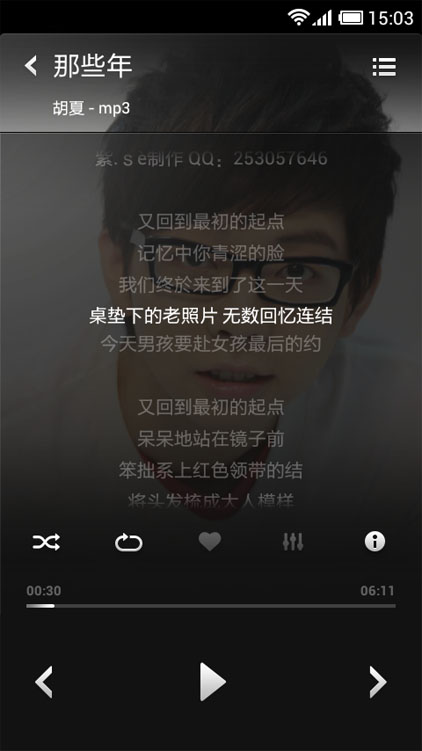 15:03
那些年
胡夏 - mp3
紫.ｓè制作 QQ：253057646
又回到最初的起点
记忆中你青涩的脸
我们终於来到了这一天
桌垫下的老照片 无数回忆连结
今天男孩要赴女孩最后的约
又回到最初的起点
呆呆地站在镜子前
笨拙系上红色领带的结
将头发梳成大人模样
00:30
06:11